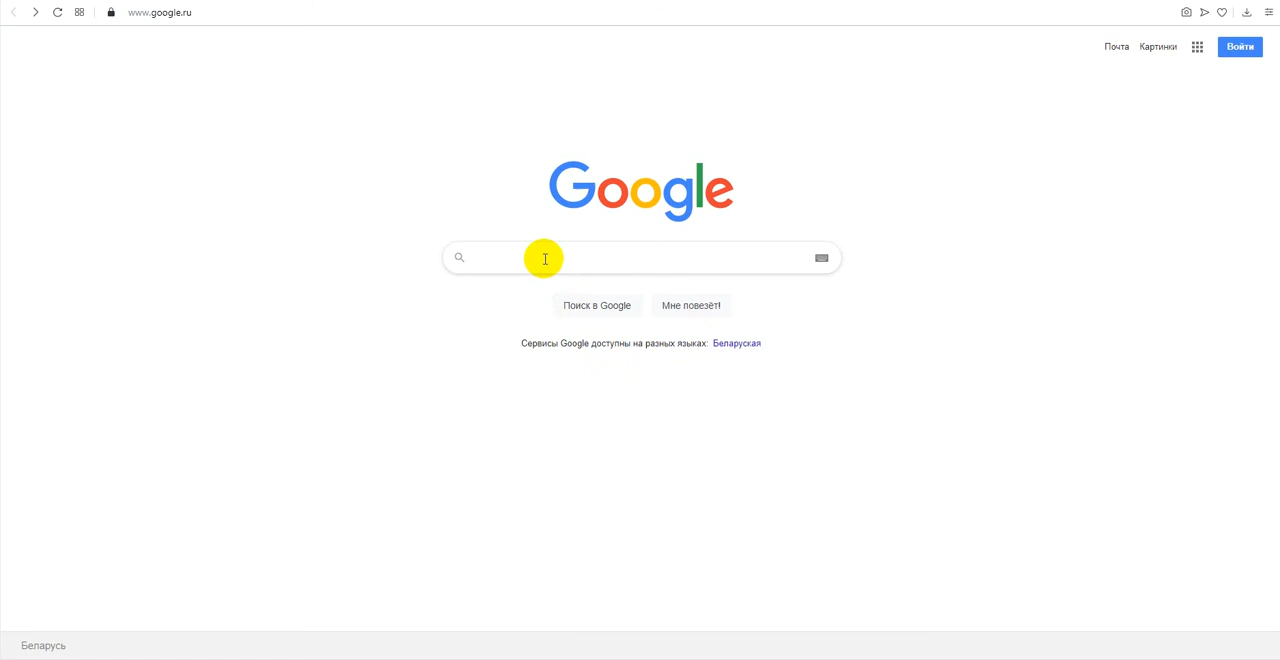 www.google.ru
Почта Картинки Войти
Google
Поиск в Google Мне повезёт!
Сервисы Google доступны на разных языках: Беларуская
Беларусь